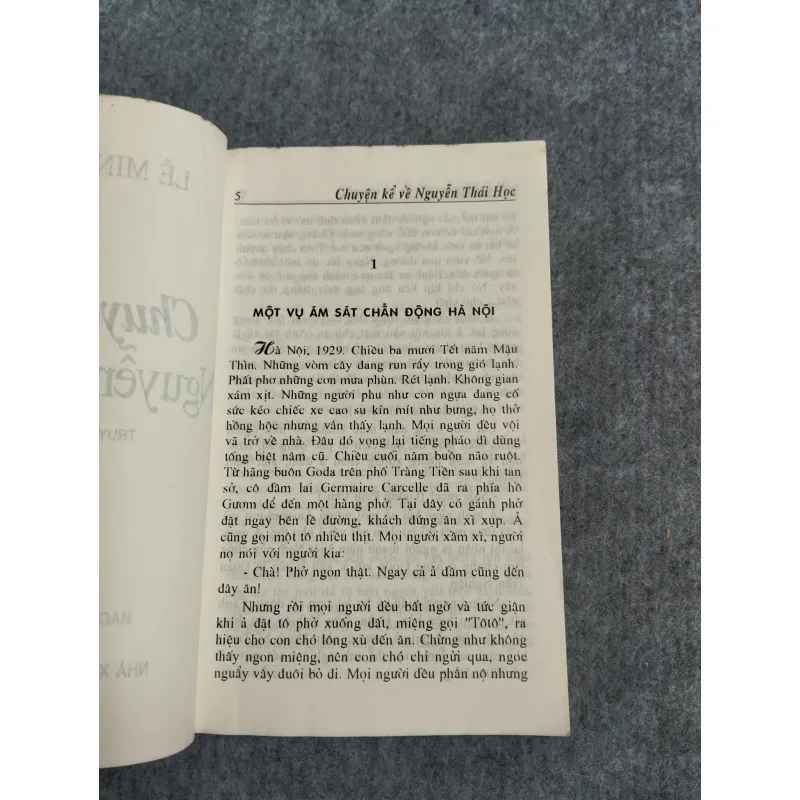 LÊ MIN
Chuy
Nguyễn
TRUY
NHÀ X
5 Chuyện kể về Nguyễn Thái Học
1
MỘT VỤ ÁM SÁT CHẤN ĐỘNG HÀ NỘI
Hà Nội, 1929. Chiều ba mươi Tết năm Mậu
Thìn. Những vòm cây đang run rẩy trong gió lạnh.
Phất phơ những cơn mưa phùn. Rét lạnh. Không gian
xám xịt. Những người phu như con ngựa đang cố
sức kéo chiếc xe cao su kín mít như bưng, họ thở
hồng hộc nhưng vẫn thấy lạnh. Mọi người đều vội
vã trở về nhà. Đâu đó vọng lại tiếng pháo đì dùng
tống biệt năm cũ. Chiều cuối năm buồn não ruột.
Từ hãng buôn Goda trên phố Tràng Tiền sau khi tan
sở, cô đầm lai Germaire Carcelle đã ra phía hồ
Gươm để đến một hàng phở. Tại đây có gánh phở
đặt ngay bên lề đường, khách đứng ăn xì xụp. Ả
cũng gọi một tô nhiều thịt. Mọi người xầm xì, người
nọ nói với người kia:
- Chà! Phở ngon thật. Ngay cả ả đầm cũng đến
đây ăn!
Nhưng rồi mọi người đều bất ngờ và tức giận
khi ả đặt tô phở xuống đất, miệng gọi "Tôtô", ra
hiệu cho con chó lông xù đến ăn. Chừng như không
thấy ngon miệng, nên con chó chỉ ngửi qua, ngoe
nguẩy vẫy đuôi bỏ đi. Mọi người đều phẫn nộ nhưng